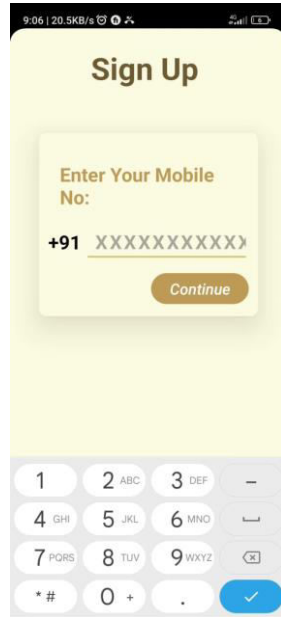 9:06 | 20.5KB/s
Sign Up
Enter Your Mobile
No:
+91 XXXXXXXXXXX
Continue
1 2 ABC 3 DEF –
4 GHI 5 JKL 6 MNO
7 PQRS 8 TUV 9 WXYZ
* # 0 + .